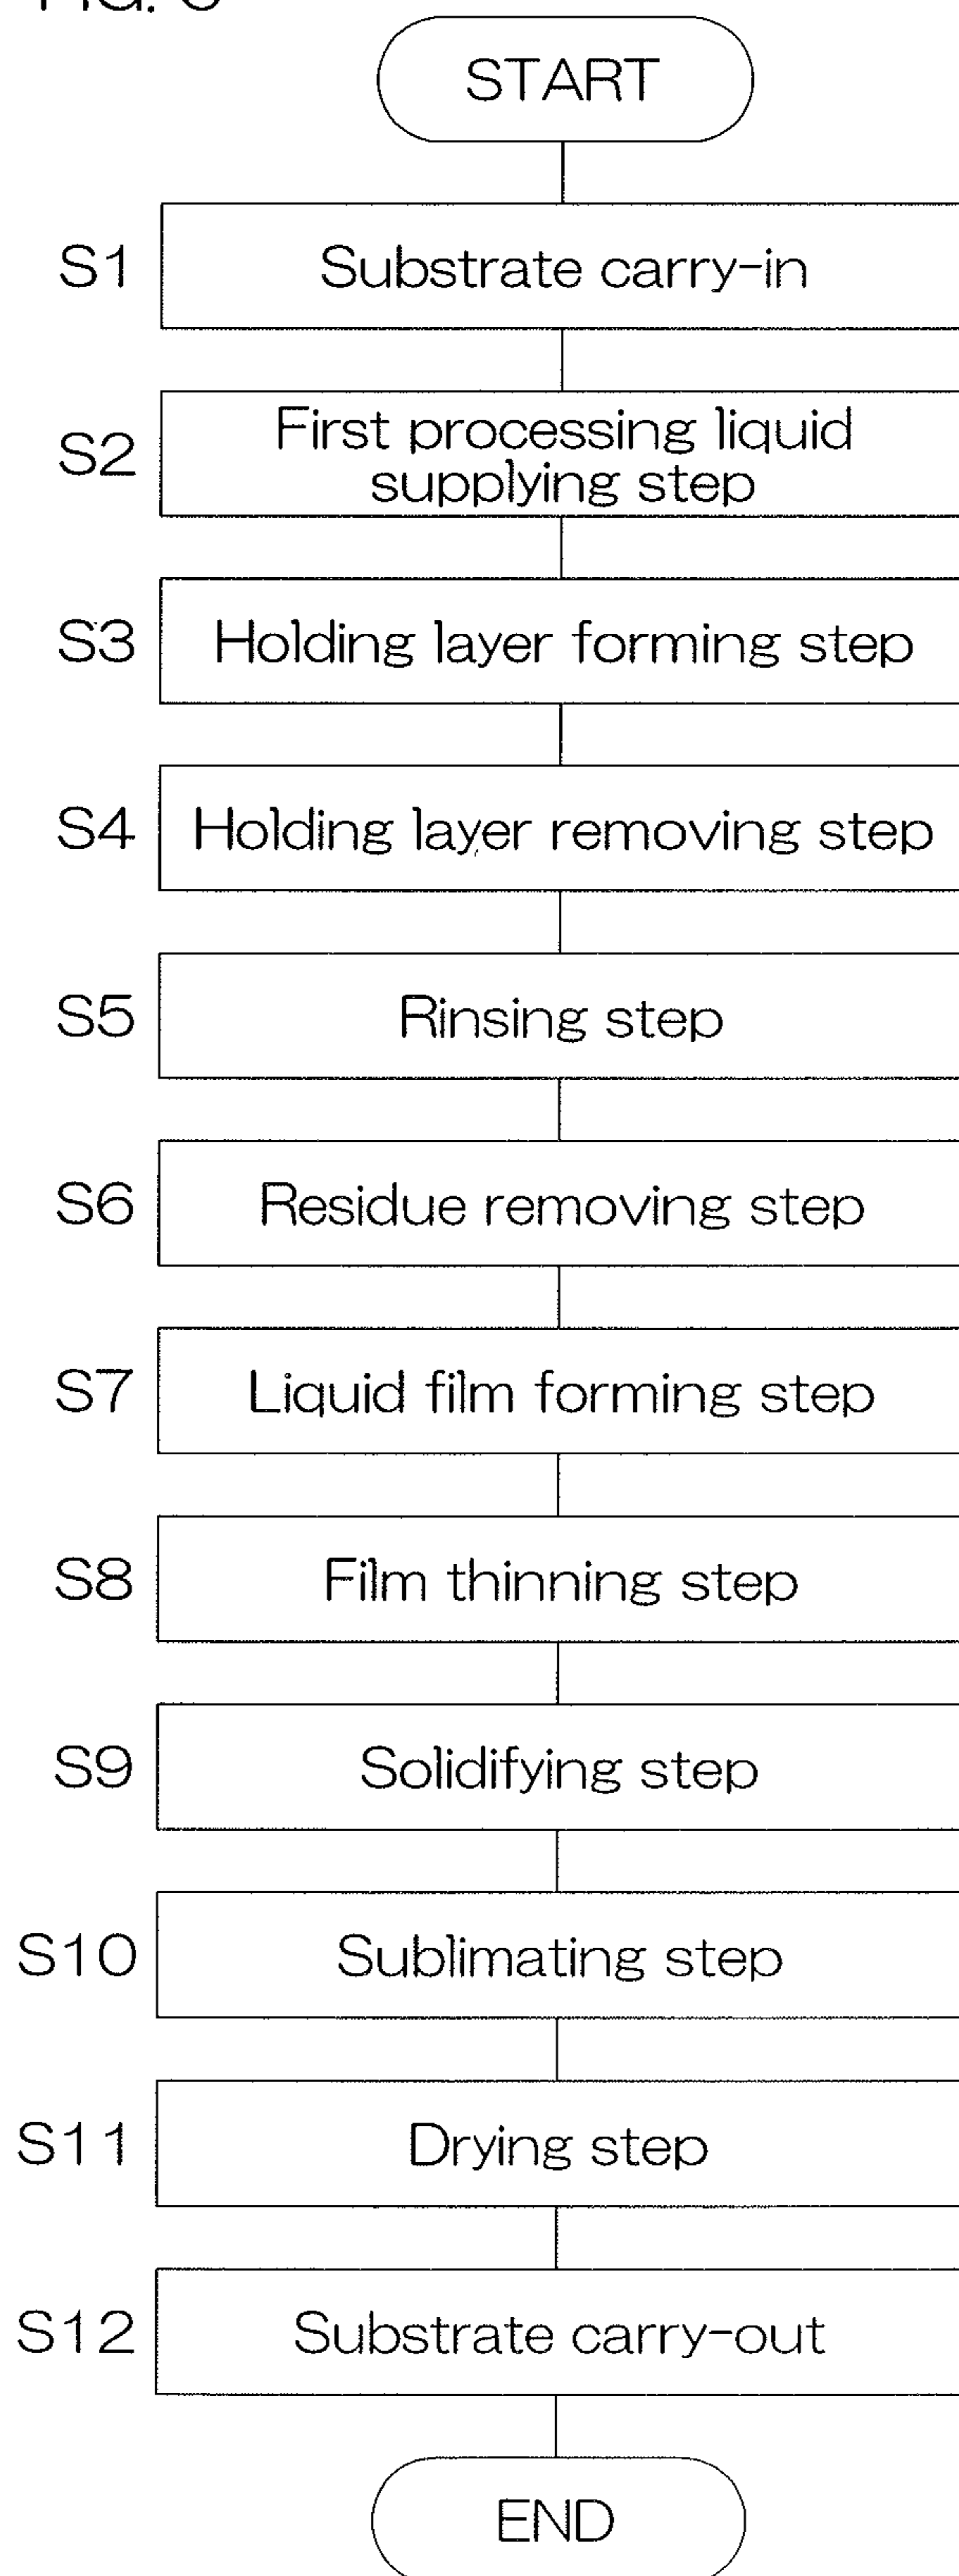 START
S1 Substrate carry-in
S2 First processing liquid
supplying step
S3 Holding layer forming step
S4 Holding layer removing step
S5 Rinsing step
S6 Residue removing step
S7 Liquid film forming step
S8 Film thinning step
S9 Solidifying step
S10 Sublimating step
S11 Drying step
S12 Substrate carry-out
END